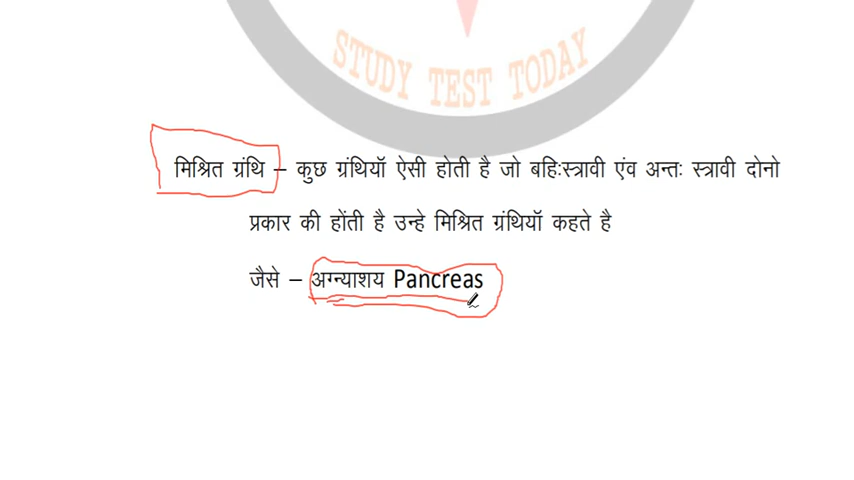 STUDY TEST TODAY
मिश्रित ग्रंथि – कुछ ग्रंथियॉ ऐसी होती है जो बहिःस्त्रावी एंव अन्तः स्त्रावी दोनो
प्रकार की होंती है उन्हे मिश्रित ग्रंथियॉ कहते है
जैसे – अग्न्याशय Pancreas